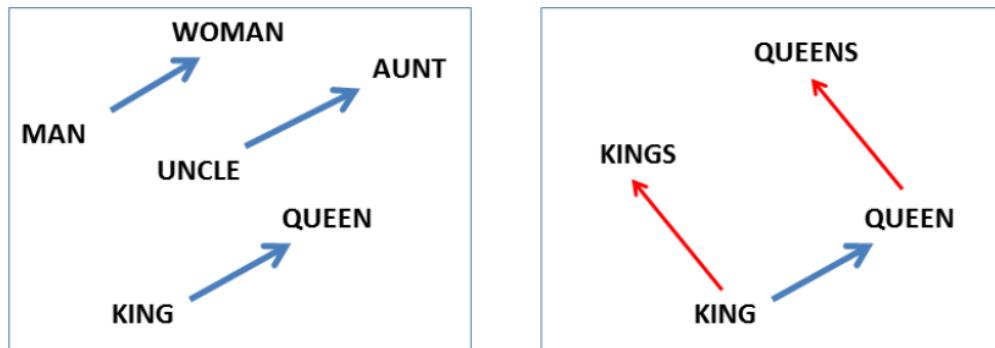 WOMAN
AUNT
MAN
UNCLE
QUEEN
KING
QUEENS
KINGS
QUEEN
KING